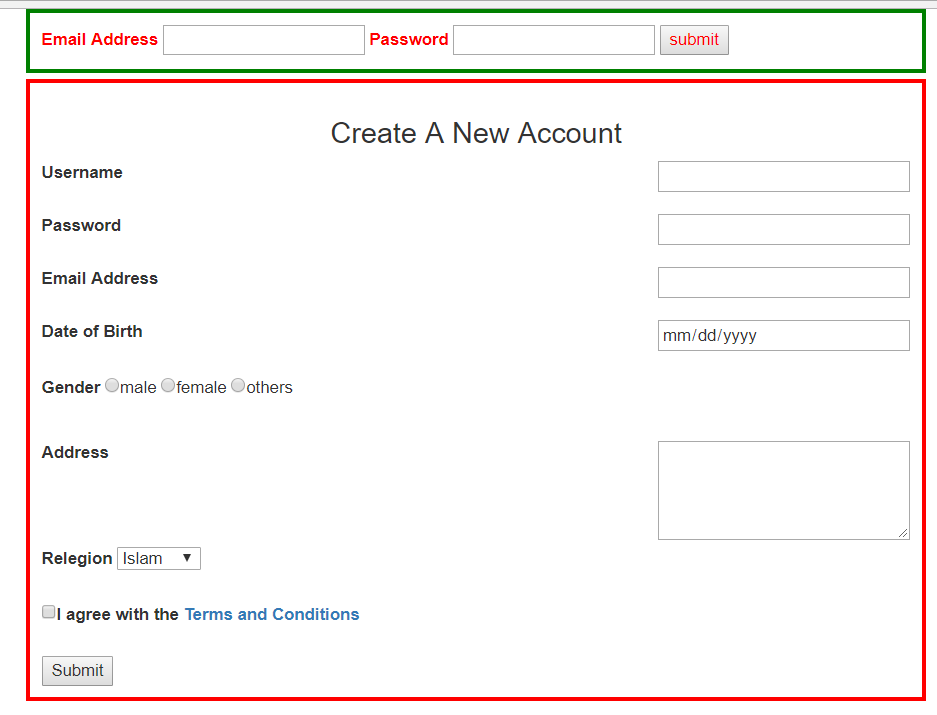 Email Address Password submit
Create A New Account
Username
Password
Email Address
Date of Birth mm/dd/yyyy
Gender male female others
Address
Relegion Islam
I agree with the Terms and Conditions
Submit